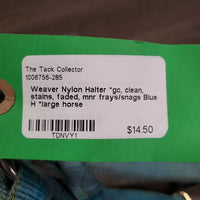 The Tack Collector
1008756-285
Weaver Nylon Halter *gc, clean,
stains, faded, mnr frays/snags Blue
H *large horse
$14.50
TDNVY1